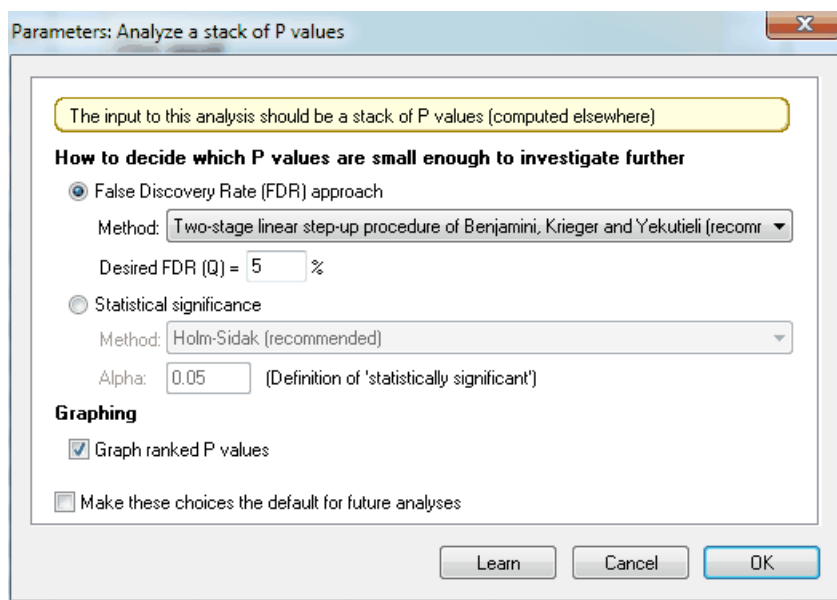 Parameters: Analyze a stack of P values
The input to this analysis should be a stack of P values (computed elsewhere)
How to decide which P values are small enough to investigate further
False Discovery Rate (FDR) approach
Method: Two-stage linear step-up procedure of Benjamini, Krieger and Yekutieli (recomr
Desired FDR (Q) = 5 %
Statistical significance
Method: Holm-Sidak (recommended)
Alpha: 0.05 (Definition of 'statistically significant')
Graphing
Graph ranked P values
Make these choices the default for future analyses
Learn Cancel OK